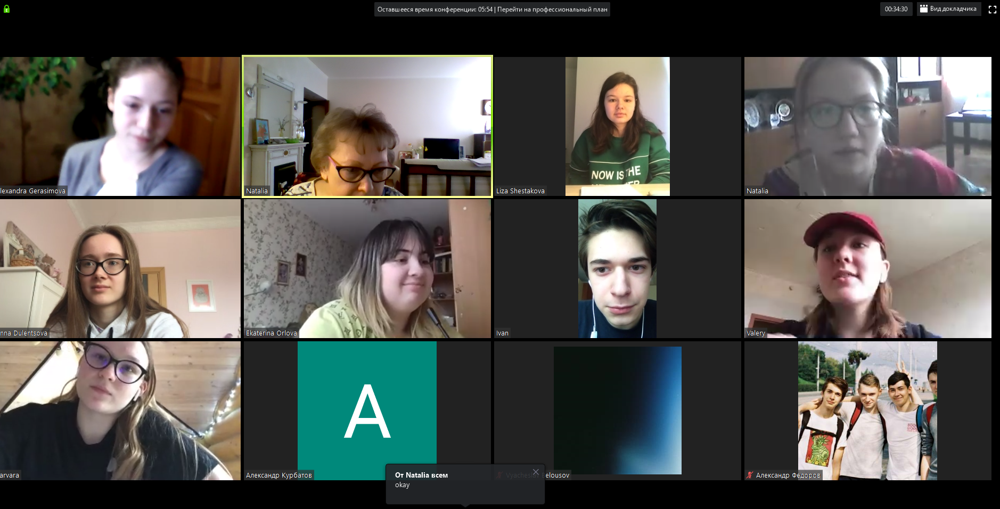 Оставшееся время конференции: 05:54 | Перейти на профессиональный план
00:34:30
Вид докладчика
lexandra Gerasimova
Natalia
NOW IS THE
Liza Shestakova
Natalia
nna Dulentsova
Ekaterina Orlova
Ivan
Valery
arvara
A
Александр Курбатов
От Natalia всем
okay
Vyacheslav Belousov
Александр Федоров